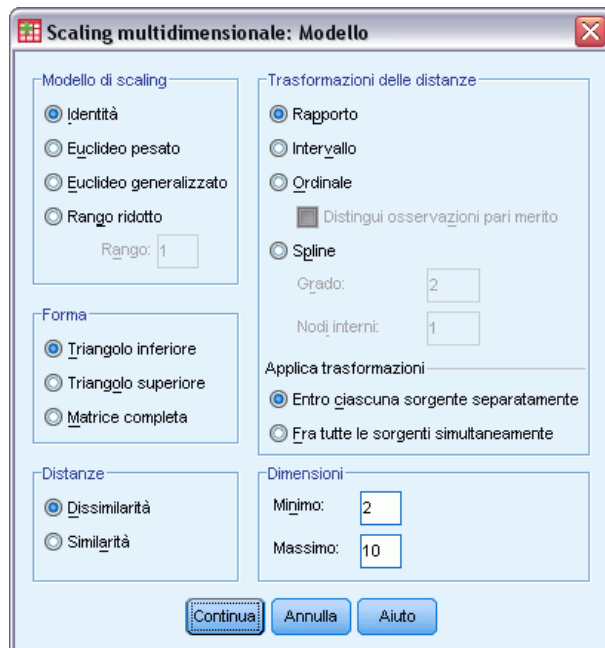 Scaling multidimensionale: Modello
Modello di scaling
Identità
Euclideo pesato
Euclideo generalizzato
Rango ridotto
Rango: 1
Forma
Triangolo inferiore
Triangolo superiore
Matrice completa
Distanze
Dissimilarità
Similarità
Trasformazioni delle distanze
Rapporto
Intervallo
Ordinale
Distingui osservazioni pari merito
Spline
Grado: 2
Nodi interni: 1
Applica trasformazioni
Entro ciascuna sorgente separatamente
Fra tutte le sorgenti simultaneamente
Dimensioni
Minimo: 2
Massimo: 10
Continua Annulla Aiuto